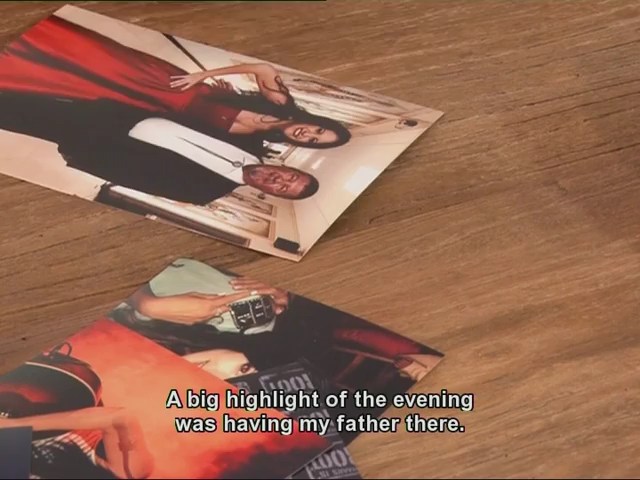 A big highlight of the evening
was having my father there.